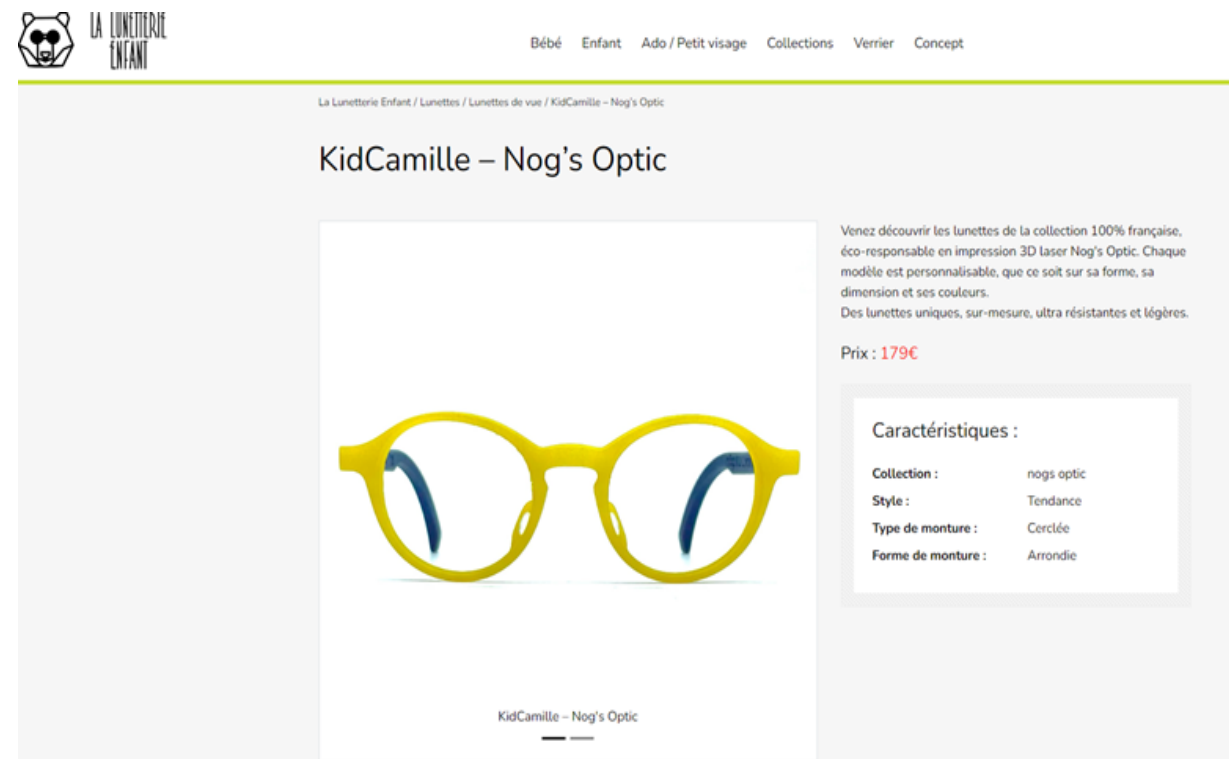 LA LUNETTERIE
ENFANT
Bébé Enfant Ado / Petit visage Collections Verrier Concept
La Lunetterie Enfant / Lunettes / Lunettes de vue / KidCamille – Nog's Optic
KidCamille – Nog's Optic
Venez découvrir les lunettes de la collection 100% française,
éco-responsable en impression 3D laser Nog's Optic. Chaque
modèle est personnalisable, que ce soit sur sa forme, sa
dimension et ses couleurs.
Des lunettes uniques, sur-mesure, ultra résistantes et légères.
Prix : 179€
Caractéristiques :
Collection : nogs optic
Style : Tendance
Type de monture : Cerclée
Forme de monture : Arrondie
KidCamille – Nog's Optic